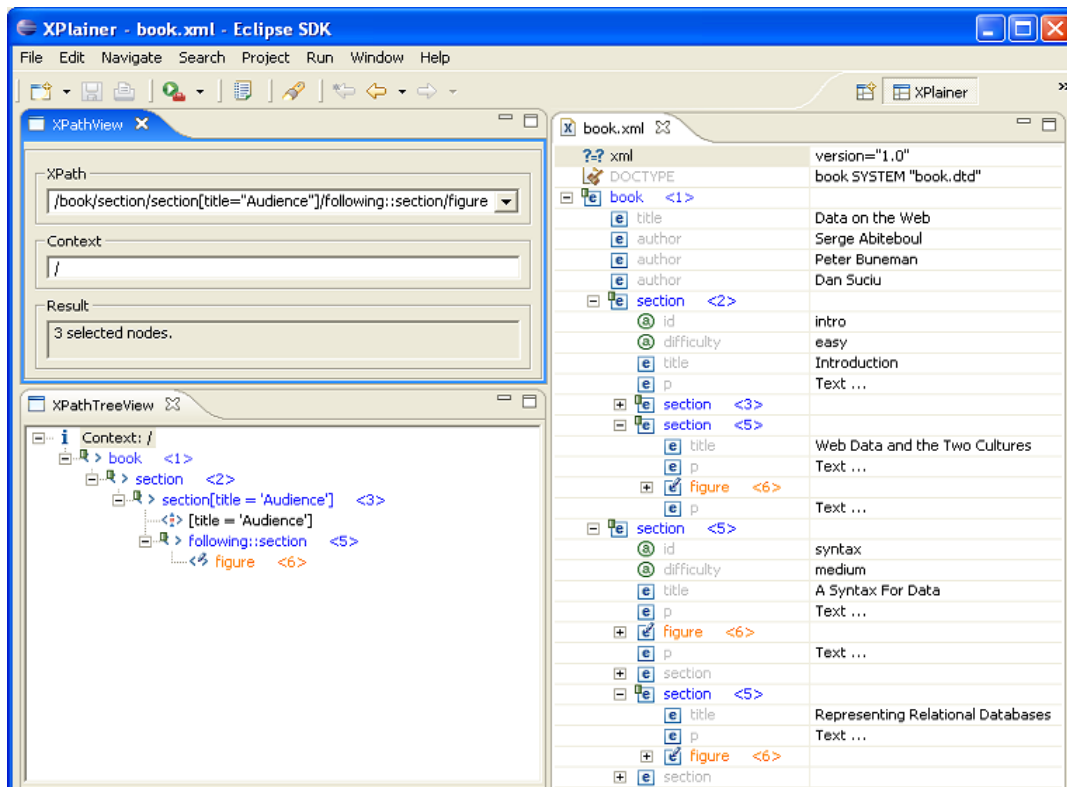 XPlainer - book.xml - Eclipse SDK
File Edit Navigate Search Project Run Window Help
XPlainer
XPathView
XPath
/book/section/section[title="Audience"]/following::section/figure
Context
/
Result
3 selected nodes.
XPathTreeView
Context: /
book <1>
section <2>
section[title = 'Audience'] <3>
[title = 'Audience']
following::section <5>
figure <6>
book.xml
?=? xml version="1.0"
DOCTYPE book SYSTEM "book.dtd"
book <1>
title Data on the Web
author Serge Abiteboul
author Peter Buneman
author Dan Suciu
section <2>
id intro
difficulty easy
title Introduction
p Text ...
section <3>
section <5>
title Web Data and the Two Cultures
p Text ...
figure <6>
p Text ...
section <5>
id syntax
difficulty medium
title A Syntax For Data
p Text ...
figure <6>
p Text ...
section
section <5>
title Representing Relational Databases
p Text ...
figure <6>
section